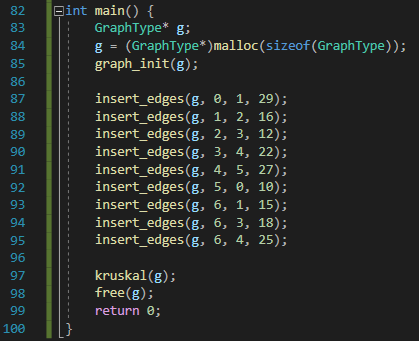 82 int main() {
83 GraphType* g;
84 g = (GraphType*)malloc(sizeof(GraphType));
85 graph_init(g);
86
87 insert_edges(g, 0, 1, 29);
88 insert_edges(g, 1, 2, 16);
89 insert_edges(g, 2, 3, 12);
90 insert_edges(g, 3, 4, 22);
91 insert_edges(g, 4, 5, 27);
92 insert_edges(g, 5, 0, 10);
93 insert_edges(g, 6, 1, 15);
94 insert_edges(g, 6, 3, 18);
95 insert_edges(g, 6, 4, 25);
96
97 kruskal(g);
98 free(g);
99 return 0;
100 }